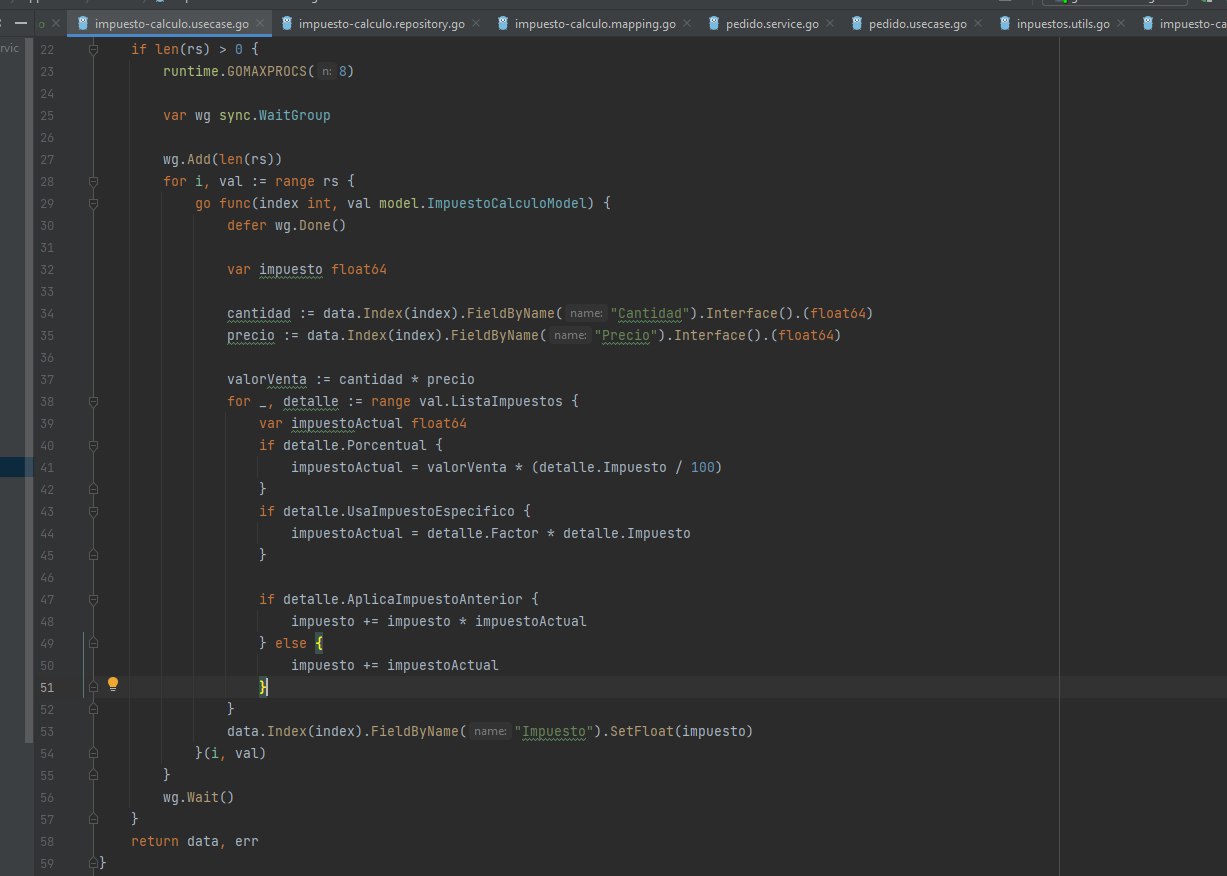 impuesto-calculo.usecase.go impuesto-calculo.repository.go impuesto-calculo.mapping.go pedido.service.go pedido.usecase.go inpuestos.utils.go impuesto-ca
rvic
22 if len(rs) > 0 {
23 runtime.GOMAXPROCS( n: 8)
24
25 var wg sync.WaitGroup
26
27 wg.Add(len(rs))
28 for i, val := range rs {
29 go func(index int, val model.ImpuestoCalculoModel) {
30 defer wg.Done()
31
32 var impuesto float64
33
34 cantidad := data.Index(index).FieldByName( name: "Cantidad").Interface().(float64)
35 precio := data.Index(index).FieldByName( name: "Precio").Interface().(float64)
36
37 valorVenta := cantidad * precio
38 for _, detalle := range val.ListaImpuestos {
39 var impuestoActual float64
40 if detalle.Porcentual {
41 impuestoActual = valorVenta * (detalle.Impuesto / 100)
42 }
43 if detalle.UsaImpuestoEspecifico {
44 impuestoActual = detalle.Factor * detalle.Impuesto
45 }
46
47 if detalle.AplicaImpuestoAnterior {
48 impuesto += impuesto * impuestoActual
49 } else {
50 impuesto += impuestoActual
51 }
52 }
53 data.Index(index).FieldByName( name: "Impuesto").SetFloat(impuesto)
54 }(i, val)
55 }
56 wg.Wait()
57 }
58 return data, err
59 }